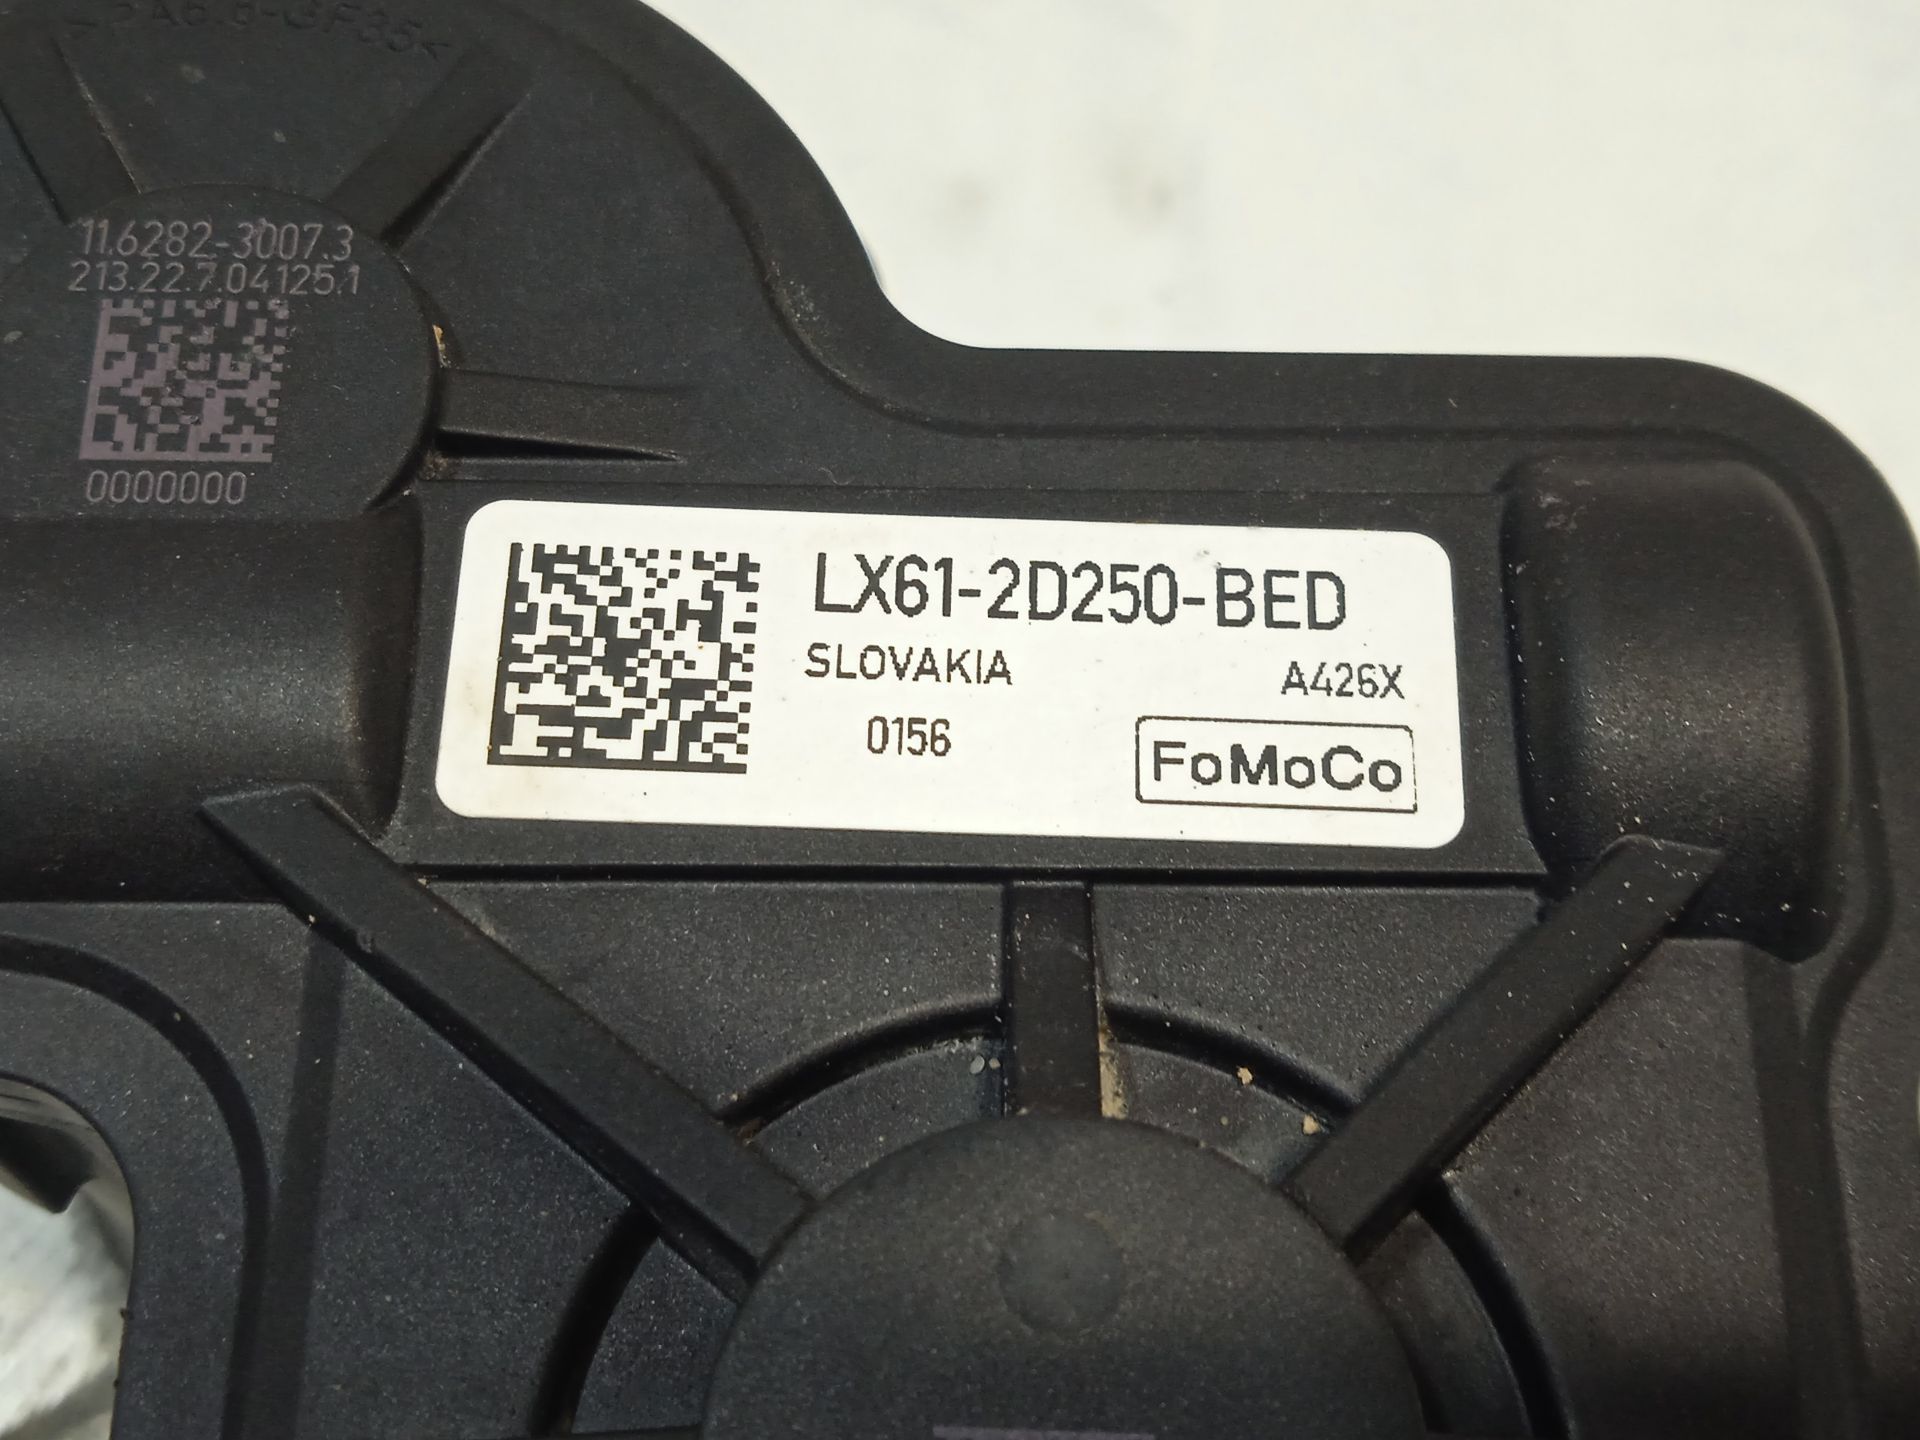 11.6282-3007.3
213.22.7.04125.1
0000000
LX61-2D250-BED
SLOVAKIA
A426X
0156
FoMoCo